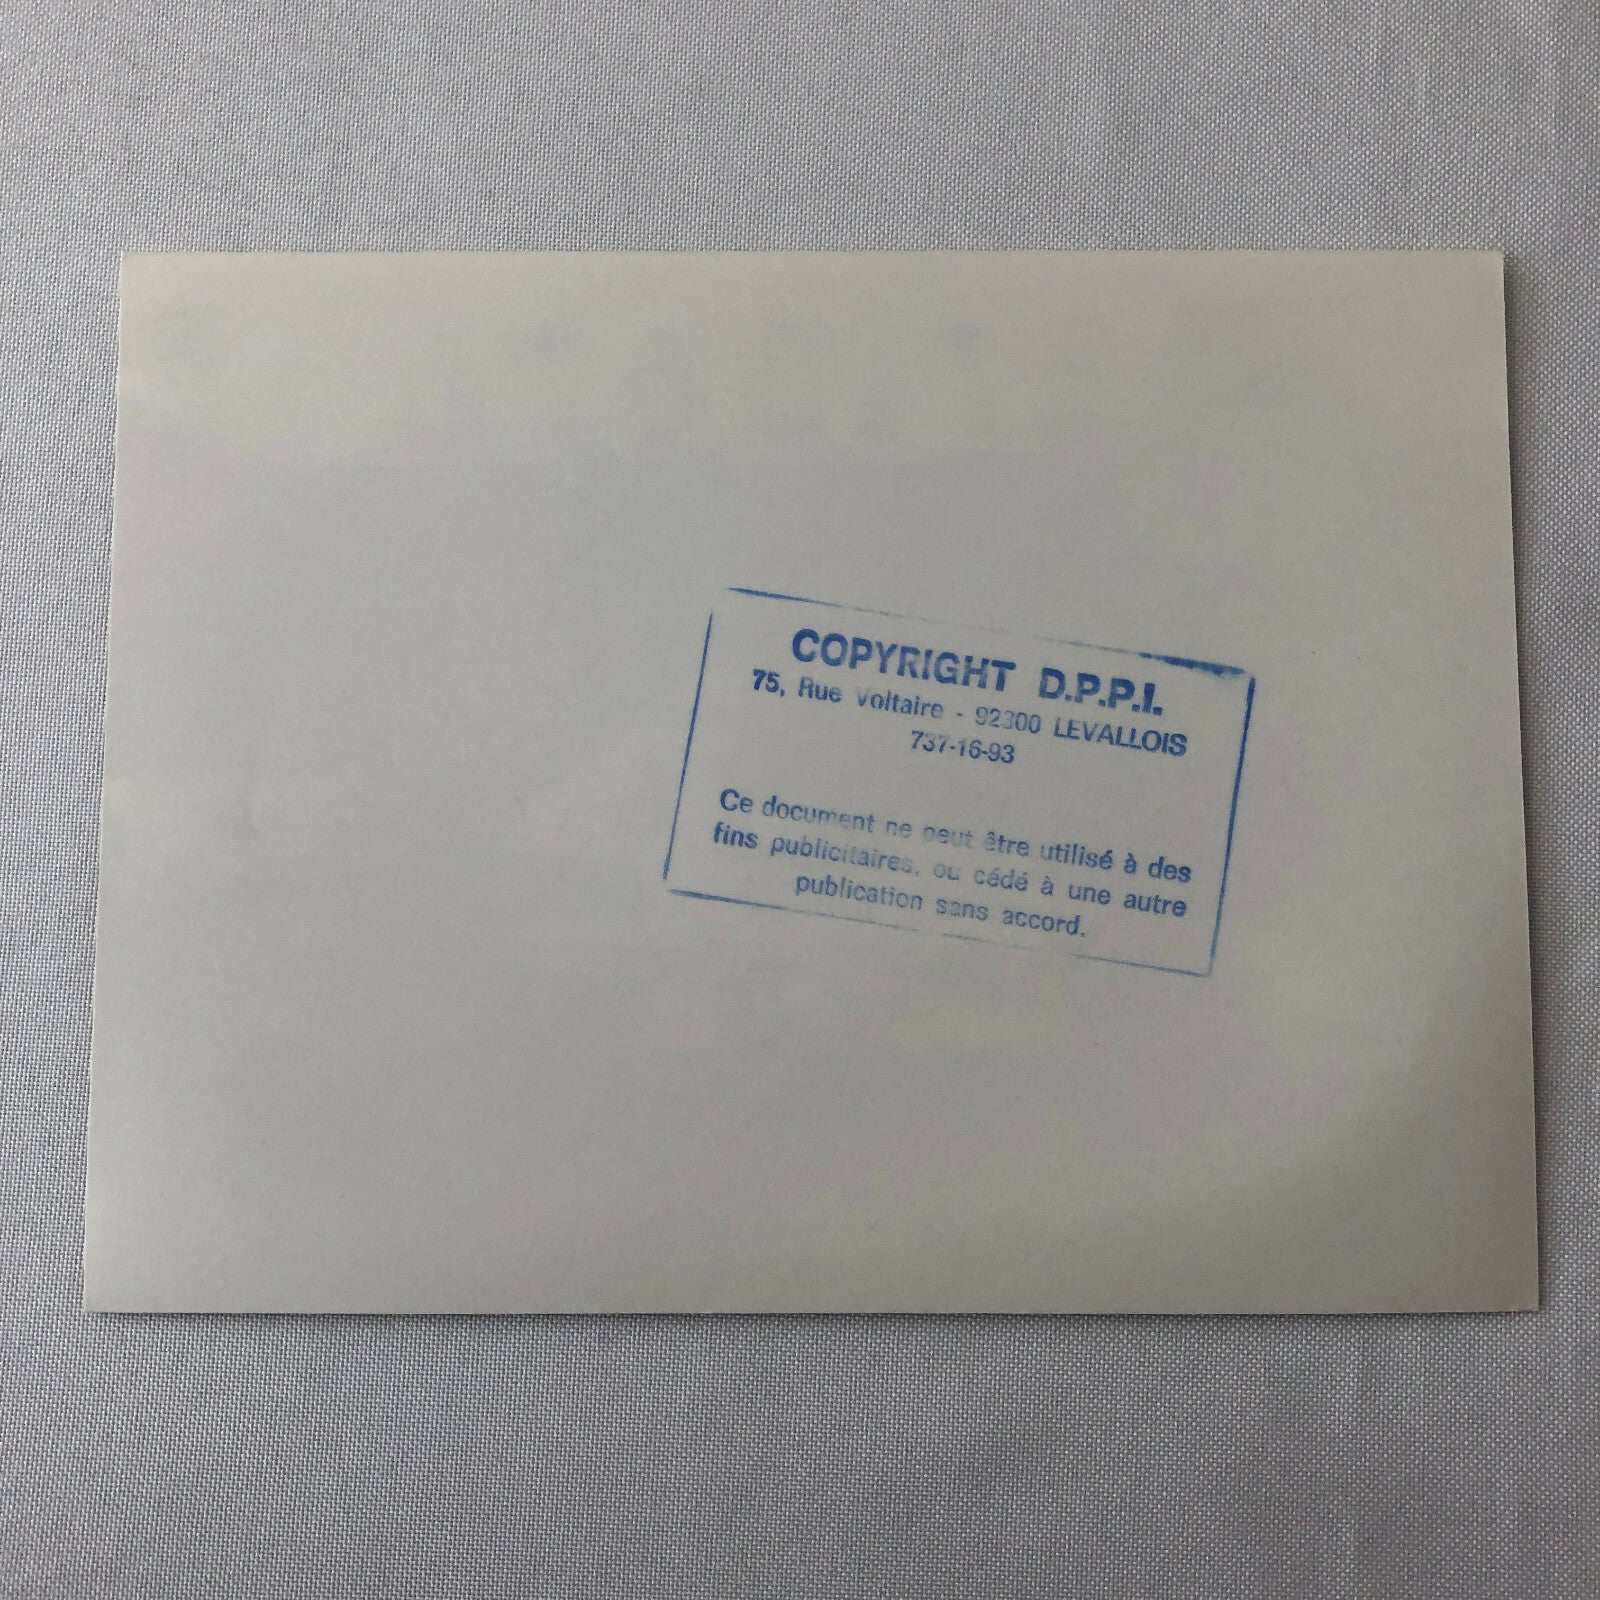 COPYRIGHT D.P.P.I.
75, Rue Voltaire - 92300 LEVALLOIS
737-16-93
Ce document ne peut être utilisé à des
fins publicitaires, ou cédé à une autre
publication sans accord.